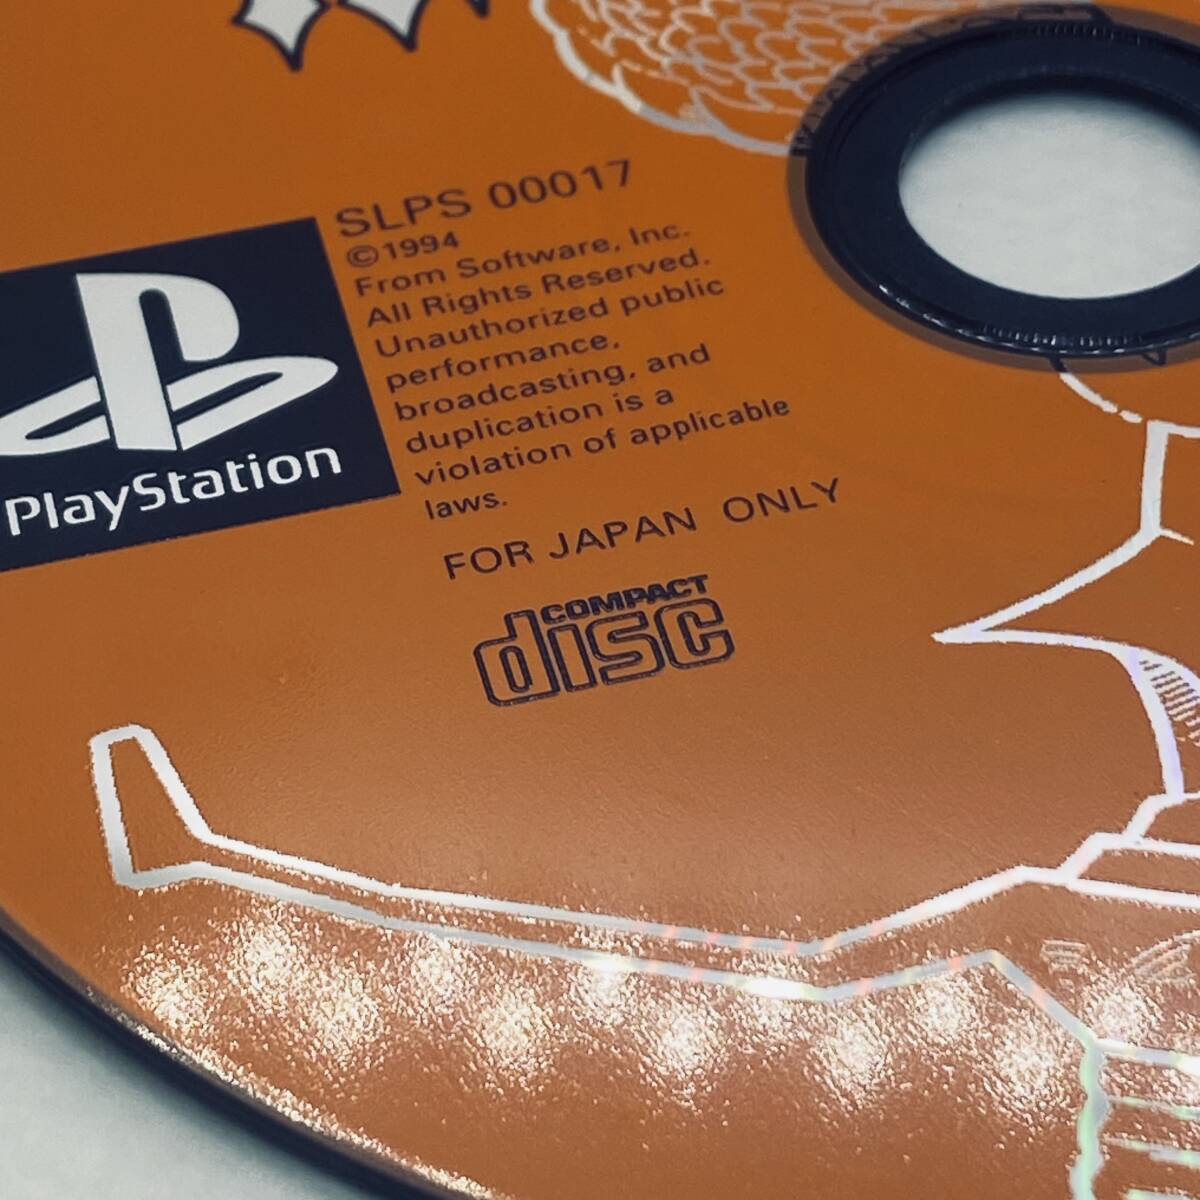 SLPS 00017
©1994
From Software, Inc.
All Rights Reserved.
Unauthorized public
performance,
broadcasting, and
duplication is a
violation of applicable
laws.
PlayStation
FOR JAPAN ONLY
COMPACT
disc